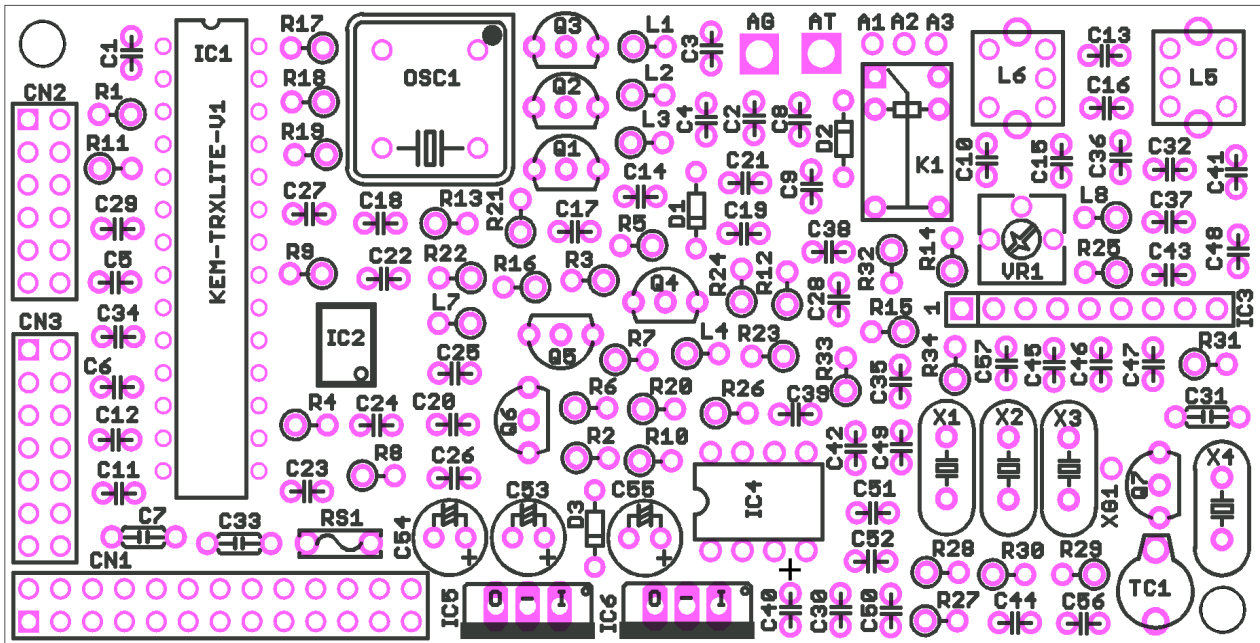 C1
IC1
R17
OSC1
Q3
L1
C3
AG
AT
A1 A2 A3
L6
C13
L5
CN2
R1
R18
Q2
L2
C4
C2
C8
D2
C16
R11
KEM-TRXLITE-V1
R19
Q1
L3
K1
C10
C15
C36
C32
C41
C27
C18
R13
R21
C14
C21
C9
D1
C29
C17
R5
C19
C38
R32
R14
VR1
L8
C37
C48
C5
R9
C22
R22
R16
R3
Q4
R24
R12
C28
R25
C43
CN3
C34
IC2
L7
Q5
R7
L4
R23
R15
1
IC3
C6
C25
R33
C35
R34
C57
C45
C46
C47
R31
C12
R4
C24
C20
Q6
R6
R20
R26
C39
C31
C11
C23
R8
C26
R2
R10
C42
C49
X1
X2
X3
X4
C7
C33
RS1
C54
C53
D3
C55
IC4
C51
XG1
Q7
+
+
+
+
C52
CN1
R28
R30
R29
TC1
IC5
O - I
IC6
O - I
C40
C30
C50
R27
C44
C56